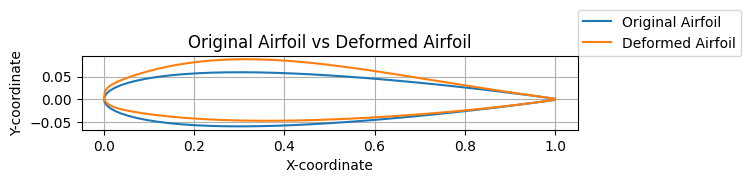 Original Airfoil vs Deformed Airfoil
Original Airfoil
Deformed Airfoil
Y-coordinate
0.05
0.00
−0.05
0.0 0.2 0.4 0.6 0.8 1.0
X-coordinate